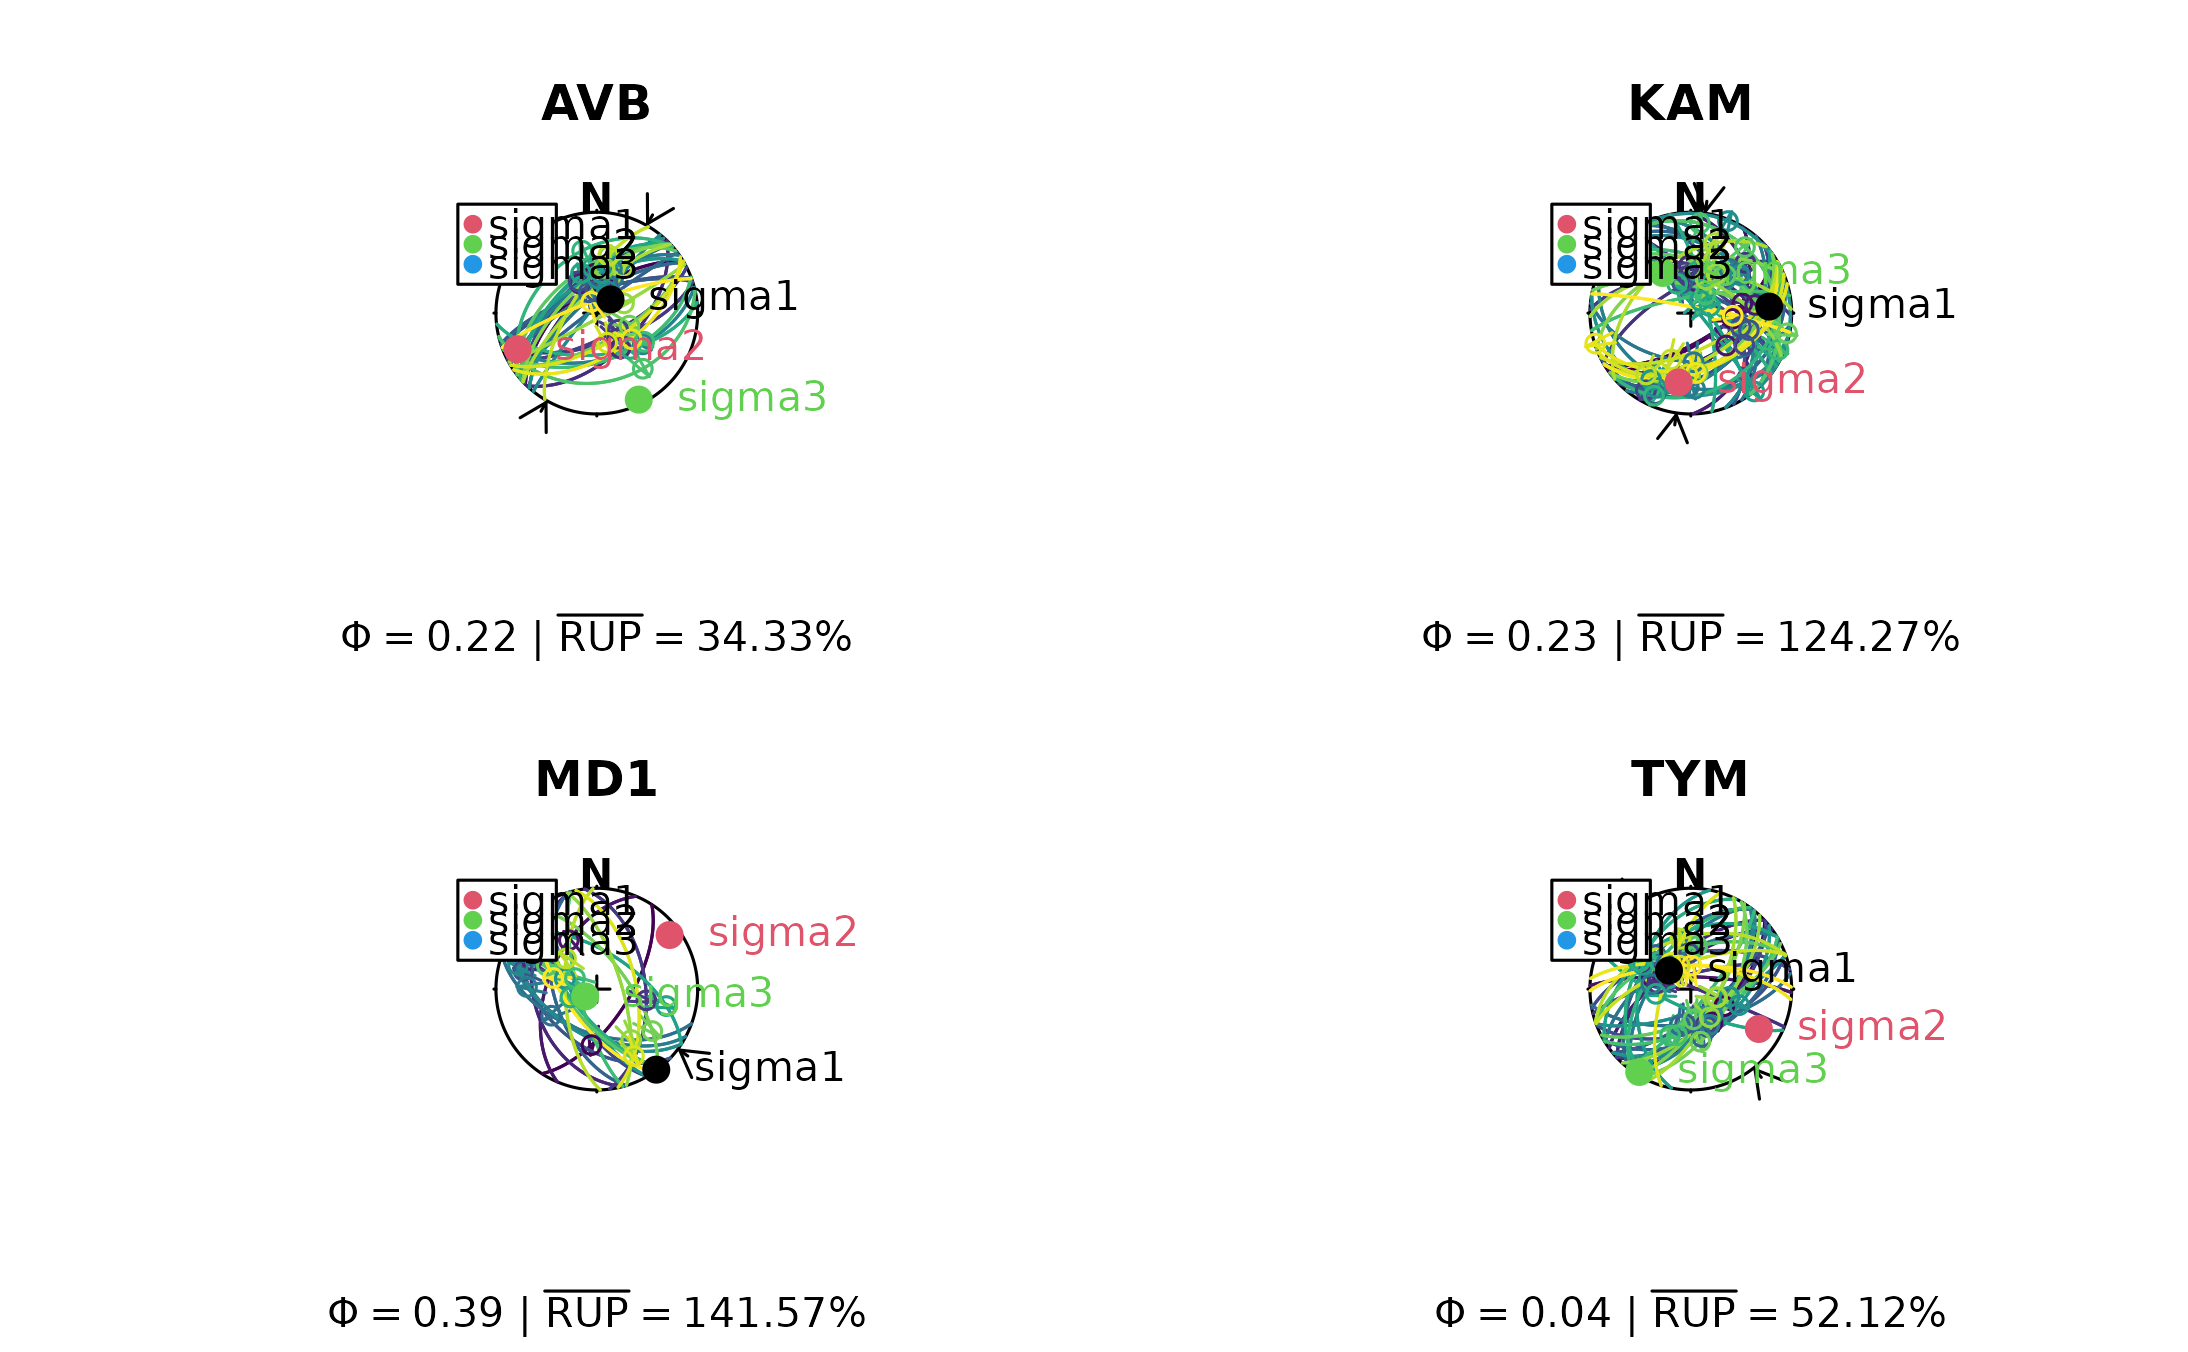 AVB
N
sigma1
sigma2
sigma3
sigma1
sigma2
sigma3
Φ = 0.22 | RUP = 34.33%
KAM
N
sigma1
sigma2
sigma3
sigma3
sigma1
sigma2
Φ = 0.23 | RUP = 124.27%
MD1
N
sigma1
sigma2
sigma3
sigma2
sigma3
sigma1
Φ = 0.39 | RUP = 141.57%
TYM
N
sigma1
sigma2
sigma3
sigma1
sigma2
sigma3
Φ = 0.04 | RUP = 52.12%